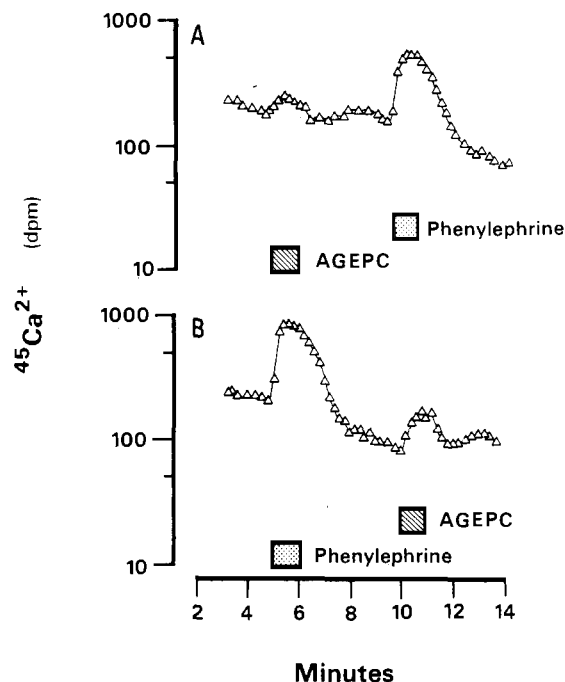 1000
A
100
Phenylephrine
AGEPC
10
45Ca2+ (dpm)
1000
B
100
AGEPC
Phenylephrine
10
2 4 6 8 10 12 14
Minutes